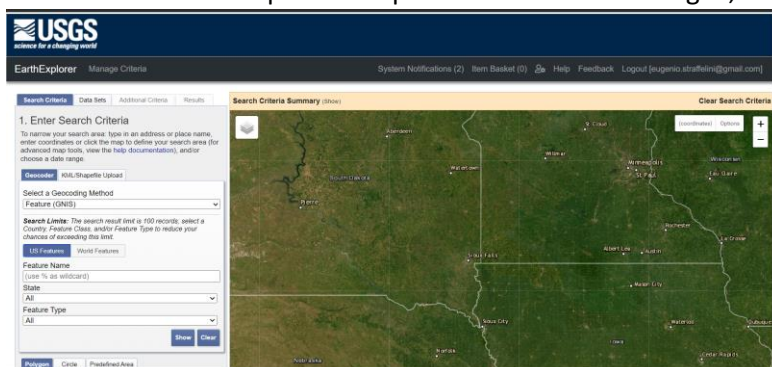 USGS
science for a changing world
EarthExplorer Manage Criteria System Notifications (2) Item Basket (0) Help Feedback Logout [eugenio.straffelini@gmail.com]
Search Criteria Data Sets Additional Criteria Results
1. Enter Search Criteria
To narrow your search area: type in an address or place name,
enter coordinates or click the map to define your search area (for
advanced map tools, view the help documentation), and/or
choose a date range.
Geocoder KML/Shapefile Upload
Select a Geocoding Method
Feature (GNIS)
Search Limits: The search result limit is 100 records; select a
Country, Feature Class, and/or Feature Type to reduce your
chances of exceeding this limit.
US Features World Features
Feature Name
(use % as wildcard)
State
All
Feature Type
All
Show Clear
Polygon Circle Predefined Area
Search Criteria Summary (Show) Clear Search Criteria
(coordinates) Options + −
Aberdeen
St Cloud
Willmar
Watertown
Minneapolis
St Paul
Wisconsin
Eau Claire
South Dakota
Pierre
Rochester
La Crosse
Albert Lea
Austin
Sioux Falls
Mason City
Sioux City
Waterloo
Dubuque
Iowa
Norfolk
Cedar Rapids
Nebraska